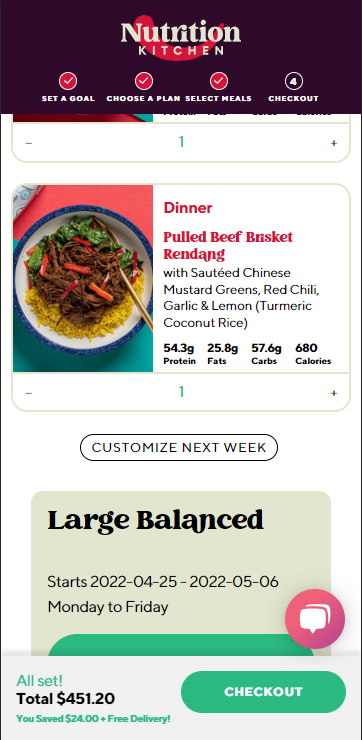 Nutrition
KITCHEN
4
SET A GOAL CHOOSE A PLAN SELECT MEALS CHECKOUT
Protein Fats Carbs Calories
− 1 +
Dinner
Pulled Beef Brisket
Rendang
with Sautéed Chinese
Mustard Greens, Red Chili,
Garlic & Lemon (Turmeric
Coconut Rice)
54.3g 25.8g 57.6g 680
Protein Fats Carbs Calories
− 1 +
CUSTOMIZE NEXT WEEK
Large Balanced
Starts 2022-04-25 - 2022-05-06
Monday to Friday
All set!
Total $451.20
You Saved $24.00 + Free Delivery!
CHECKOUT